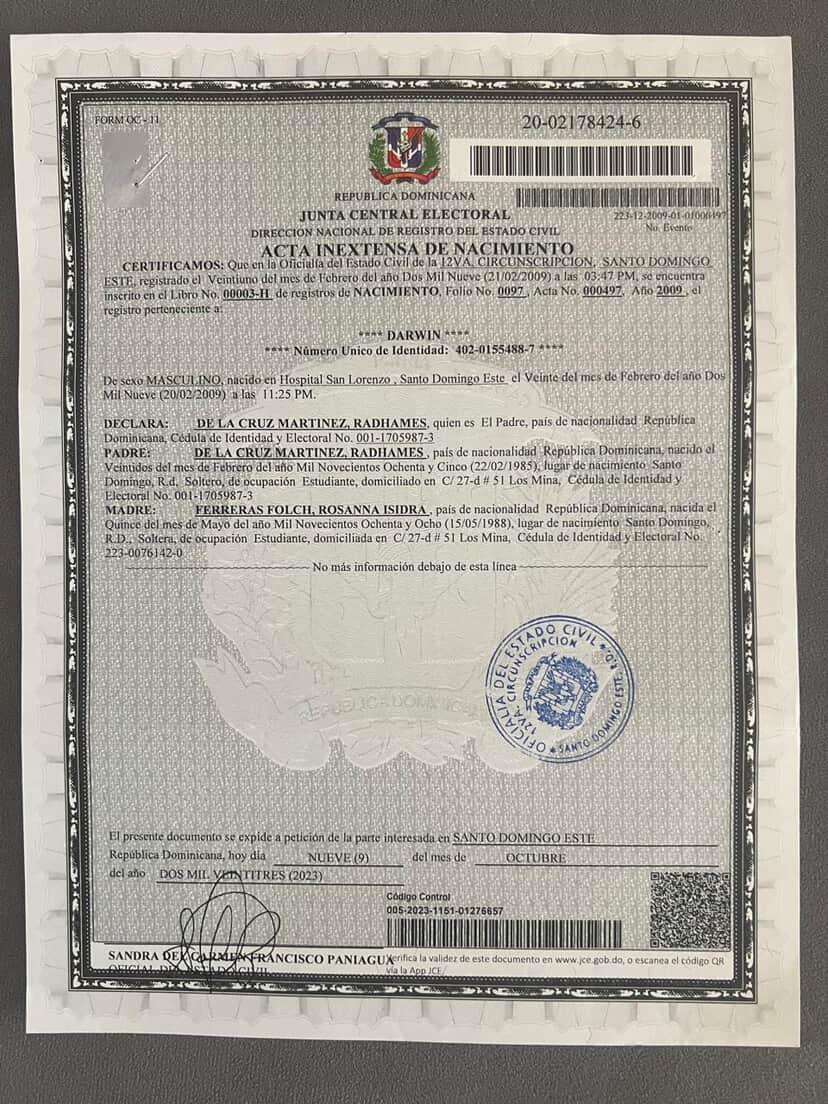 FORM OC - 11
20-02178424-6
REPUBLICA DOMINICANA
JUNTA CENTRAL ELECTORAL
223-12-2009-01-01000497
DIRECCION NACIONAL DE REGISTRO DEL ESTADO CIVIL
No. Evento
ACTA INEXTENSA DE NACIMIENTO
CERTIFICAMOS: Que en la Oficialía del Estado Civil de la 12VA. CIRCUNSCRIPCION, SANTO DOMINGO
ESTE, registrado el Veintiuno del mes de Febrero del año Dos Mil Nueve (21/02/2009) a las 03:47 PM, se encuentra
inscrito en el Libro No. 00003-H de registros de NACIMIENTO, Folio No. 0097, Acta No. 000497, Año 2009, el
registro perteneciente a:
**** DARWIN ****
**** Número Unico de Identidad: 402-0155488-7 ****
De sexo MASCULINO, nacido en Hospital San Lorenzo , Santo Domingo Este el Veinte del mes de Febrero del año Dos
Mil Nueve (20/02/2009) a las 11:25 PM.
DECLARA: DE LA CRUZ MARTINEZ, RADHAMES, quien es El Padre, país de nacionalidad República
Dominicana, Cédula de Identidad y Electoral No. 001-1705987-3
PADRE: DE LA CRUZ MARTINEZ, RADHAMES , país de nacionalidad República Dominicana, nacido el
Veintidos del mes de Febrero del año Mil Novecientos Ochenta y Cinco (22/02/1985), lugar de nacimiento Santo
Domingo, R.d, Soltero, de ocupación Estudiante, domiciliado en C/ 27-d # 51 Los Mina, Cédula de Identidad y
Electoral No. 001-1705987-3
MADRE: FERRERAS FOLCH, ROSANNA ISIDRA , país de nacionalidad República Dominicana, nacida el
Quince del mes de Mayo del año Mil Novecientos Ochenta y Ocho (15/05/1988), lugar de nacimiento Santo Domingo,
R.D., Soltera, de ocupación Estudiante, domiciliada en C/ 27-d # 51 Los Mina, Cédula de Identidad y Electoral No.
223-0076142-0
No más información debajo de esta línea
OFICIALIA DEL ESTADO CIVIL
12VA. CIRCUNSCRIPCION
SANTO DOMINGO ESTE, R.D.
REPUBLICA DOMINICANA
El presente documento se expide a petición de la parte interesada en SANTO DOMINGO ESTE
República Dominicana, hoy dia NUEVE (9) del mes de OCTUBRE
del año DOS MIL VEINTITRES (2023)
Código Control
005-2023-1151-01276657
SANDRA DEL CARMEN FRANCISCO PANIAGUA
OFICIAL DEL ESTADO CIVIL
Verifica la validez de este documento en www.jce.gob.do, o escanea el código QR
vía la App JCE